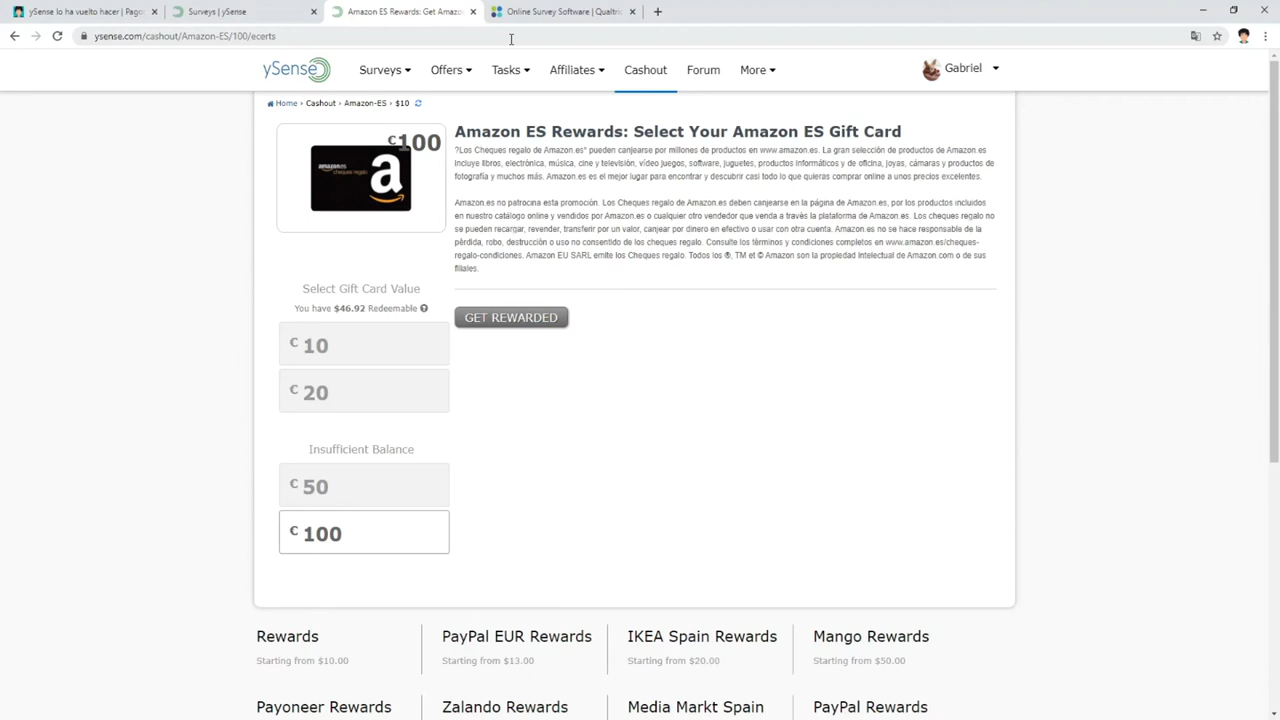 ySense lo ha vuelto hacer | Pago
Surveys | ySense
Amazon ES Rewards: Get Amazo
Online Survey Software | Qualtric
ysense.com/cashout/Amazon-ES/100/ecerts
ySense
Surveys
Offers
Tasks
Affiliates
Cashout
Forum
More
Gabriel
Home › Cashout › Amazon-ES › $10
€100
amazon.es
cheques regalo
a
Amazon ES Rewards: Select Your Amazon ES Gift Card
?Los Cheques regalo de Amazon.es* pueden canjearse por millones de productos en www.amazon.es. La gran selección de productos de Amazon.es
incluye libros, electrónica, música, cine y televisión, vídeo juegos, software, juguetes, productos informáticos y de oficina, joyas, cámaras y productos de
fotografía y muchos más. Amazon.es es el mejor lugar para encontrar y descubrir casi todo lo que quieras comprar online a unos precios excelentes.
Amazon.es no patrocina esta promoción. Los Cheques regalo de Amazon.es deben canjearse en la página de Amazon.es, por los productos incluidos
en nuestro catálogo online y vendidos por Amazon.es o cualquier otro vendedor que venda a través la plataforma de Amazon.es. Los cheques regalo no
se pueden recargar, revender, transferir por un valor, canjear por dinero en efectivo o usar con otra cuenta. Amazon.es no se hace responsable de la
pérdida, robo, destrucción o uso no consentido de los cheques regalo. Consulte los términos y condiciones completos en www.amazon.es/cheques-
regalo-condiciones. Amazon EU SARL emite los Cheques regalo. Todos los ®, TM et © Amazon son la propiedad intelectual de Amazon.com o de sus
filiales.
GET REWARDED
Select Gift Card Value
You have $46.92 Redeemable
€ 10
€ 20
Insufficient Balance
€ 50
€ 100
Rewards
Starting from $10.00
PayPal EUR Rewards
Starting from $13.00
IKEA Spain Rewards
Starting from $20.00
Mango Rewards
Starting from $50.00
Payoneer Rewards
Zalando Rewards
Media Markt Spain
PayPal Rewards